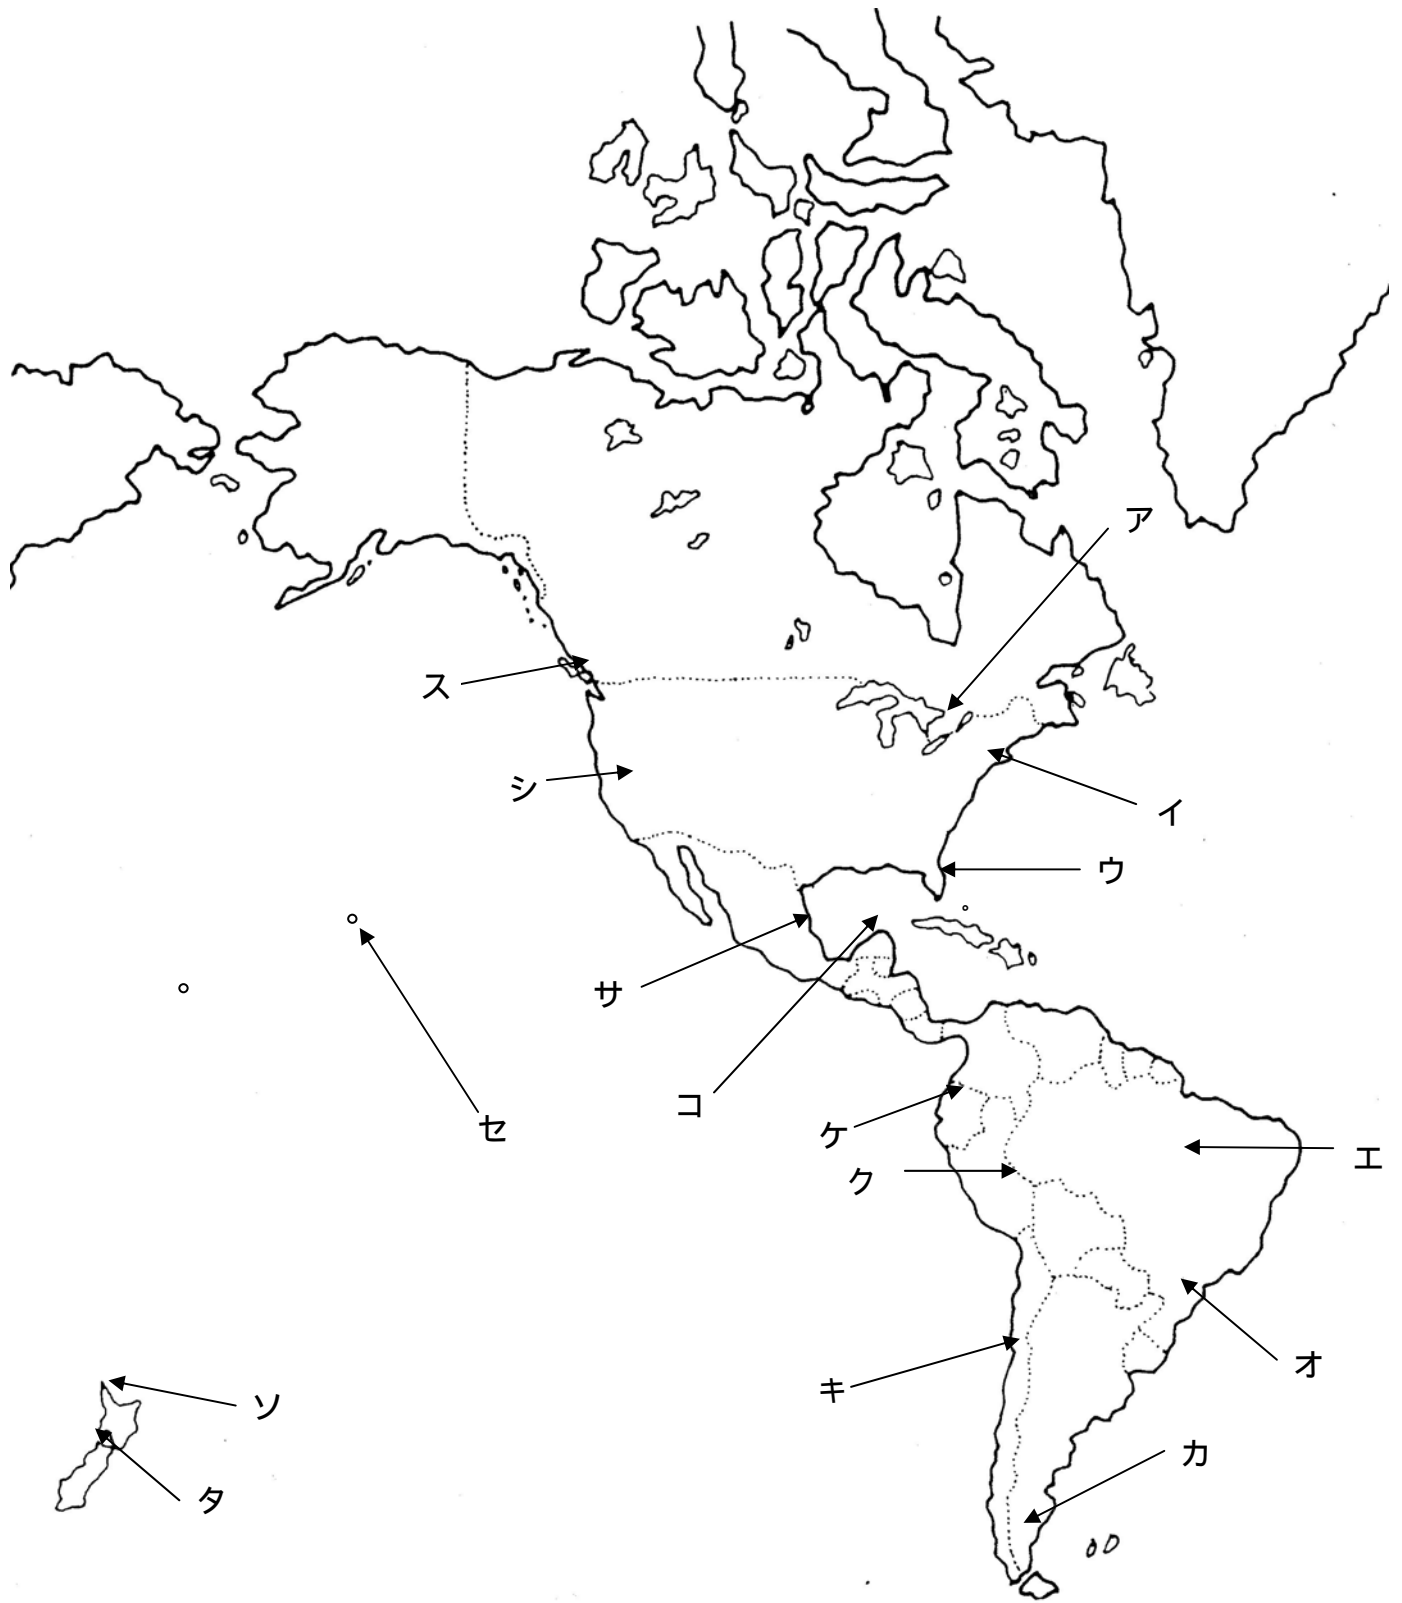 ア
ス
シ
イ
ウ
サ
コ
セ
ケ
エ
ク
オ
キ
ソ
カ
タ